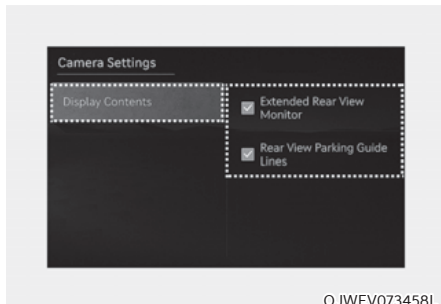 Camera Settings
Display Contents
Extended Rear View
Monitor
Rear View Parking Guide
Lines
OJWEV073458L